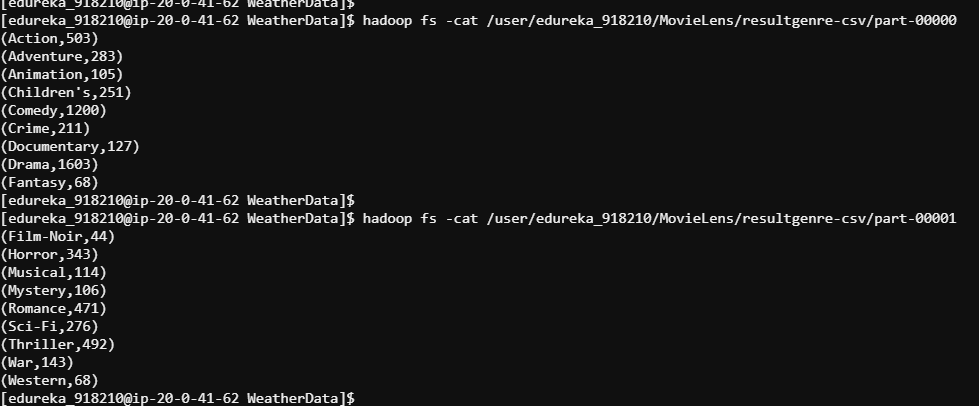 [edureka_918210@ip-20-0-41-62 WeatherData]$
[edureka_918210@ip-20-0-41-62 WeatherData]$ hadoop fs -cat /user/edureka_918210/MovieLens/resultgenre-csv/part-00000
(Action,503)
(Adventure,283)
(Animation,105)
(Children's,251)
(Comedy,1200)
(Crime,211)
(Documentary,127)
(Drama,1603)
(Fantasy,68)
[edureka_918210@ip-20-0-41-62 WeatherData]$
[edureka_918210@ip-20-0-41-62 WeatherData]$ hadoop fs -cat /user/edureka_918210/MovieLens/resultgenre-csv/part-00001
(Film-Noir,44)
(Horror,343)
(Musical,114)
(Mystery,106)
(Romance,471)
(Sci-Fi,276)
(Thriller,492)
(War,143)
(Western,68)
[edureka_918210@ip-20-0-41-62 WeatherData]$